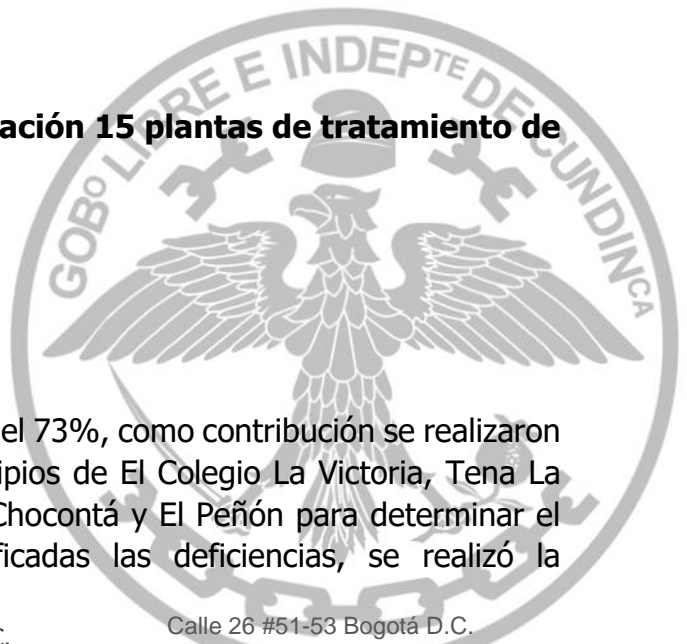 GOBº LIBRE E INDEPTE DE CUNDINCA
ación 15 plantas de tratamiento de
el 73%, como contribución se realizaron
ipios de El Colegio La Victoria, Tena La
Chocontá y El Peñón para determinar el
ficadas las deficiencias, se realizó la
Calle 26 #51-53 Bogotá D.C.